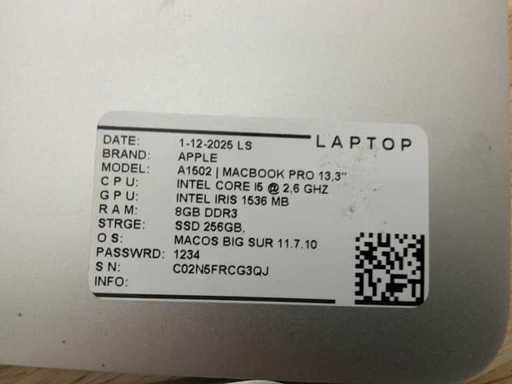 LAPTOP
DATE: 1-12-2025 LS
BRAND: APPLE
MODEL: A1502 | MACBOOK PRO 13,3"
CPU: INTEL CORE I5 @ 2,6 GHZ
GPU: INTEL IRIS 1536 MB
RAM: 8GB DDR3
STRGE: SSD 256GB.
OS: MACOS BIG SUR 11.7.10
PASSWRD: 1234
SN: C02N5FRCG3QJ
INFO: